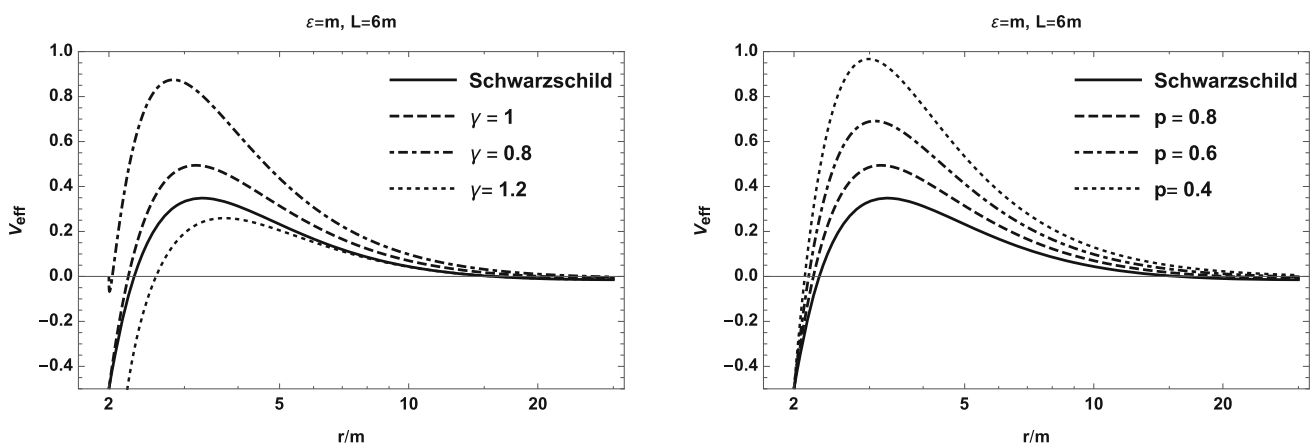 ε=m, L=6m
1.0
0.8
0.6
0.4
0.2
0.0
−0.2
−0.4
Veff
2
5
10
20
r/m
Schwarzschild
γ = 1
γ = 0.8
γ = 1.2
ε=m, L=6m
1.0
0.8
0.6
0.4
0.2
0.0
−0.2
−0.4
Veff
2
5
10
20
r/m
Schwarzschild
p = 0.8
p = 0.6
p= 0.4